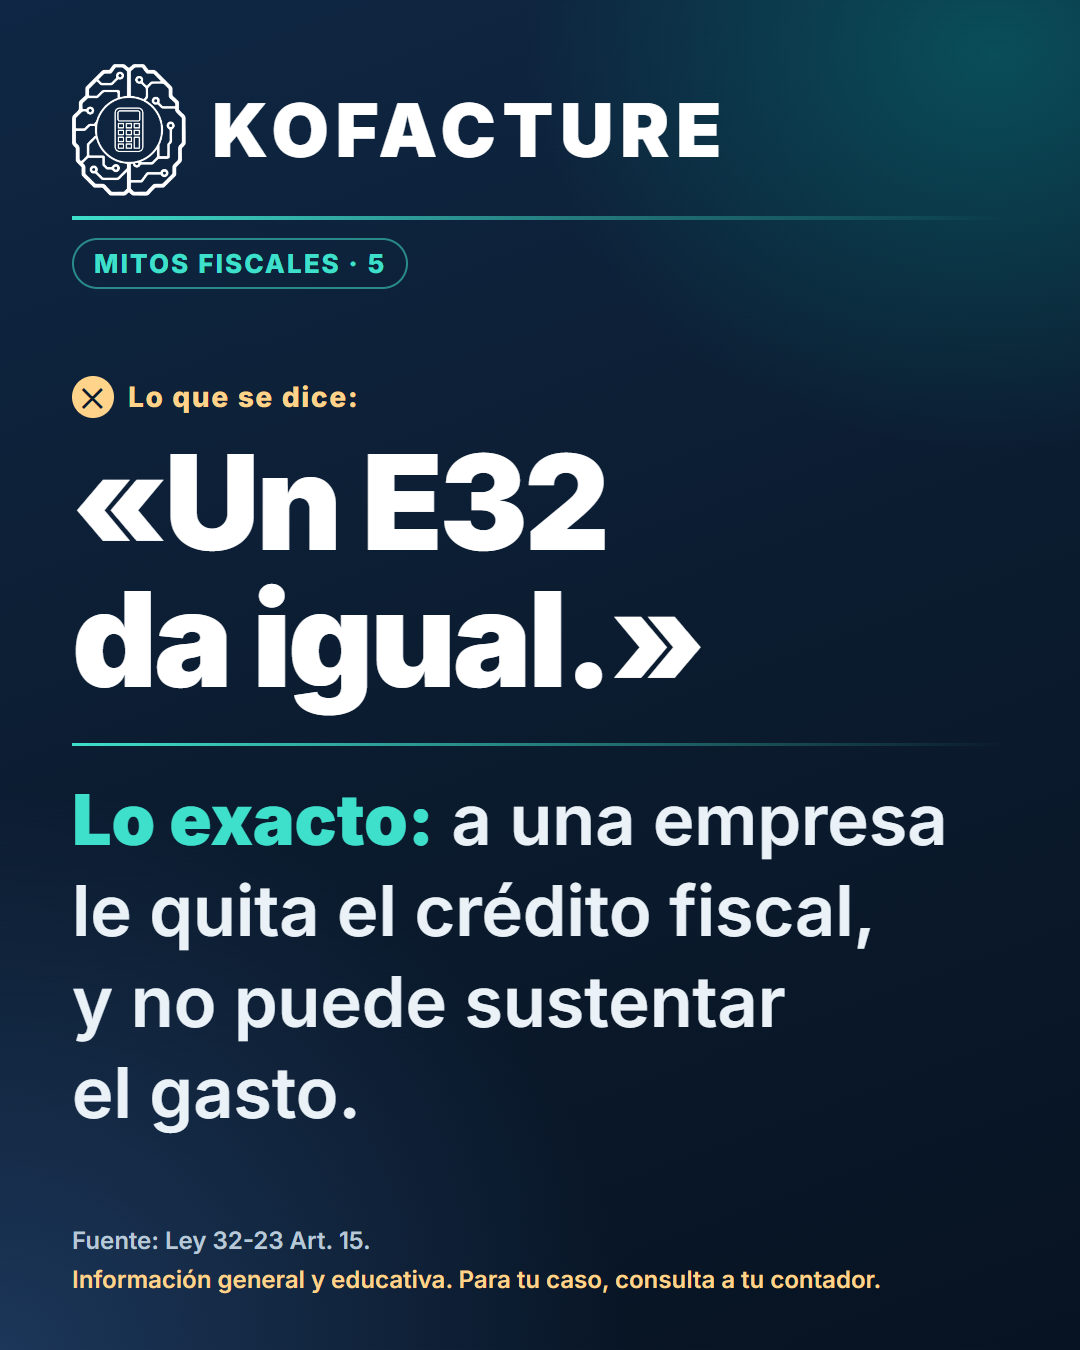 KOFACTURE
MITOS FISCALES · 5
Lo que se dice:
«Un E32
da igual.»
Lo exacto: a una empresa
le quita el crédito fiscal,
y no puede sustentar
el gasto.
Fuente: Ley 32-23 Art. 15.
Información general y educativa. Para tu caso, consulta a tu contador.